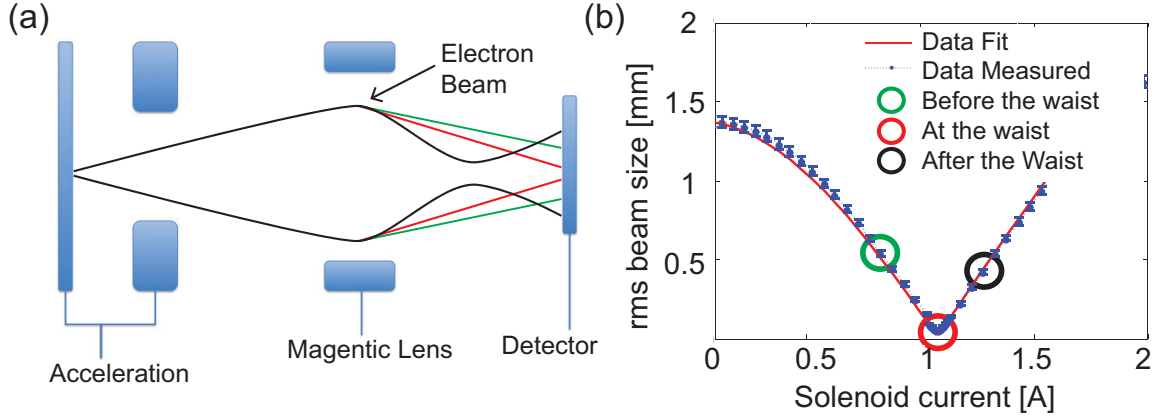 (a)
Electron
Beam
Magentic Lens
Detector
Acceleration
(b)
2
1.5
1
0.5
0
0.5
1
1.5
2
rms beam size [mm]
Solenoid current [A]
Data Fit
Data Measured
Before the waist
At the waist
After the Waist